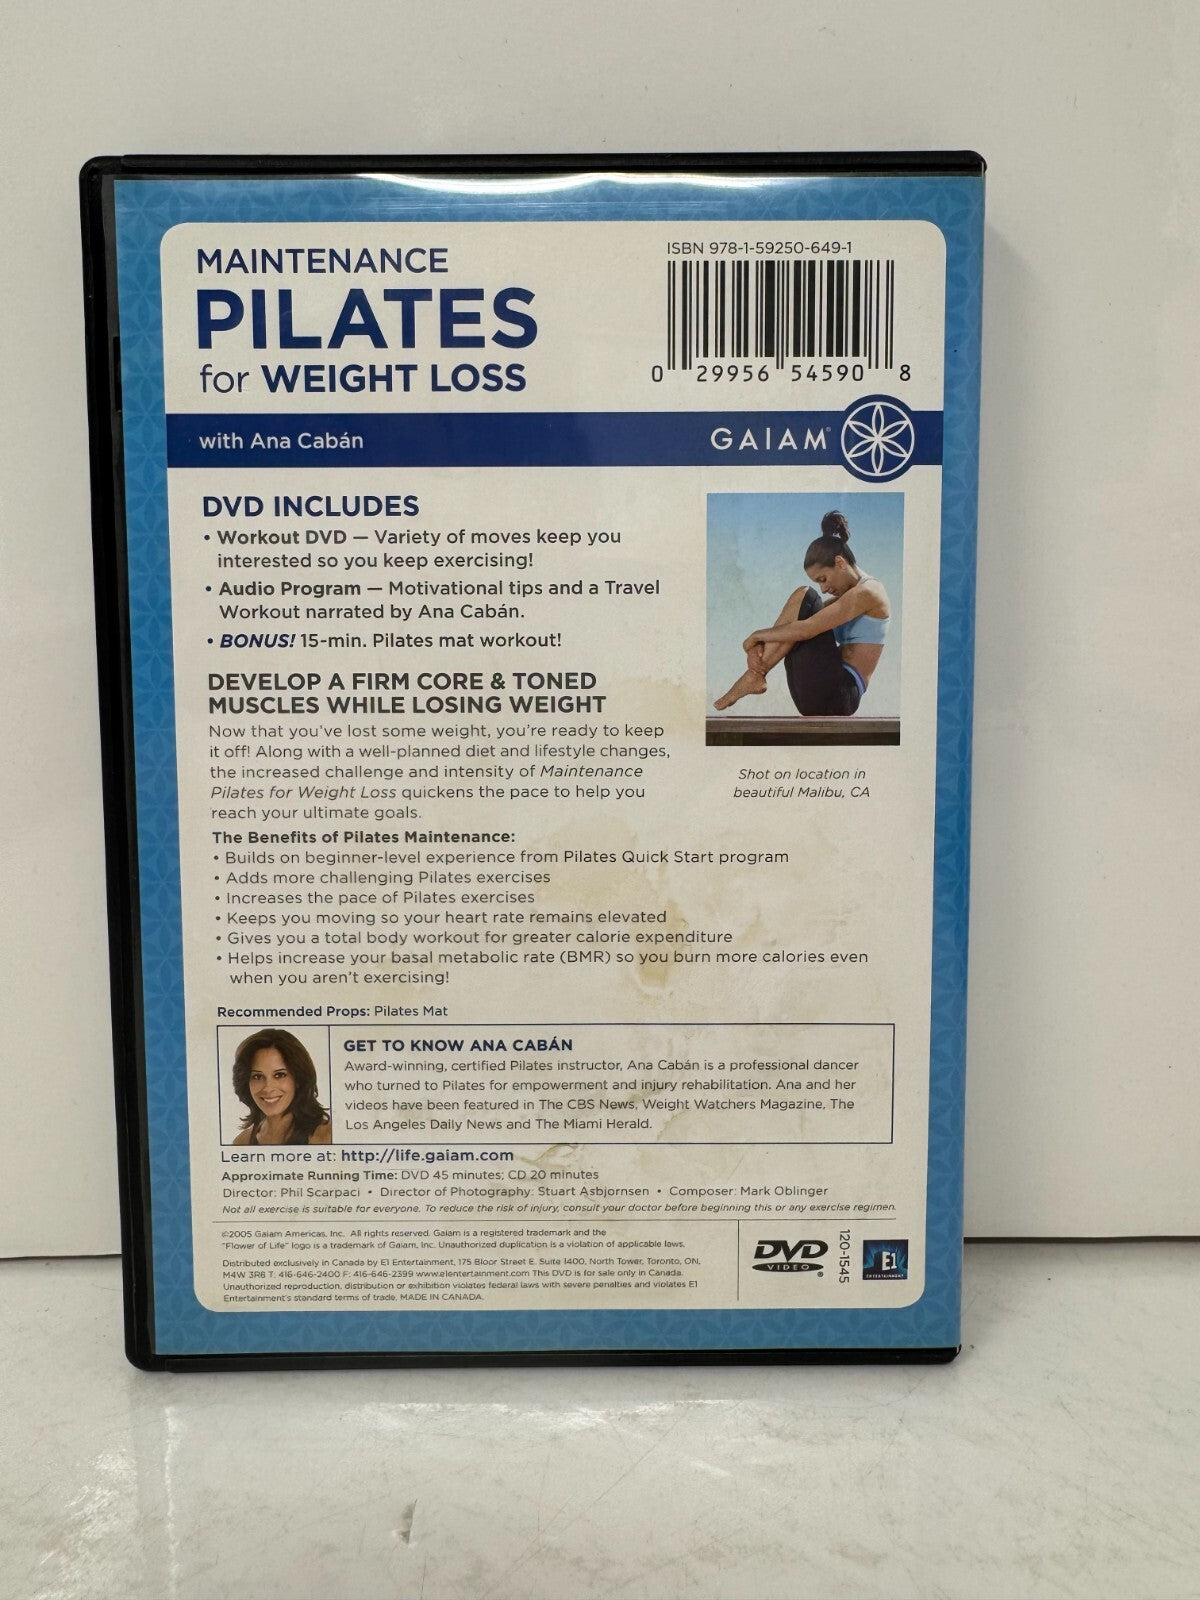 MAINTENANCE
PILATES
for WEIGHT LOSS
ISBN 978-1-59250-649-1
0 29956 54590 8
with Ana Cabán
GAIAM®
DVD INCLUDES
• Workout DVD — Variety of moves keep you
interested so you keep exercising!
• Audio Program — Motivational tips and a Travel
Workout narrated by Ana Cabán.
• BONUS! 15-min. Pilates mat workout!
DEVELOP A FIRM CORE & TONED
MUSCLES WHILE LOSING WEIGHT
Now that you've lost some weight, you're ready to keep
it off! Along with a well-planned diet and lifestyle changes,
the increased challenge and intensity of Maintenance
Pilates for Weight Loss quickens the pace to help you
reach your ultimate goals.
Shot on location in
beautiful Malibu, CA
The Benefits of Pilates Maintenance:
• Builds on beginner-level experience from Pilates Quick Start program
• Adds more challenging Pilates exercises
• Increases the pace of Pilates exercises
• Keeps you moving so your heart rate remains elevated
• Gives you a total body workout for greater calorie expenditure
• Helps increase your basal metabolic rate (BMR) so you burn more calories even
when you aren't exercising!
Recommended Props: Pilates Mat
GET TO KNOW ANA CABÁN
Award-winning, certified Pilates instructor, Ana Cabán is a professional dancer
who turned to Pilates for empowerment and injury rehabilitation. Ana and her
videos have been featured in The CBS News, Weight Watchers Magazine, The
Los Angeles Daily News and The Miami Herald.
Learn more at: http://life.gaiam.com
Approximate Running Time: DVD 45 minutes; CD 20 minutes
Director: Phil Scarpaci • Director of Photography: Stuart Asbjornsen • Composer: Mark Oblinger
Not all exercise is suitable for everyone. To reduce the risk of injury, consult your doctor before beginning this or any exercise regimen.
©2005 Gaiam Americas, Inc. All rights reserved. Gaiam is a registered trademark and the
"Flower of Life" logo is a trademark of Gaiam, Inc. Unauthorized duplication is a violation of applicable laws.
Distributed exclusively in Canada by E1 Entertainment, 175 Bloor Street E. Suite 1400, North Tower, Toronto, ON,
M4W 3R8 T: 416-646-2400 F: 416-646-2399 www.e1entertainment.com This DVD is for sale only in Canada.
Unauthorized reproduction, distribution or exhibition violates federal laws with severe penalties and violates E1
Entertainment's standard terms of trade. MADE IN CANADA.
DVD
VIDEO
120-1545
E1
ENTERTAINMENT